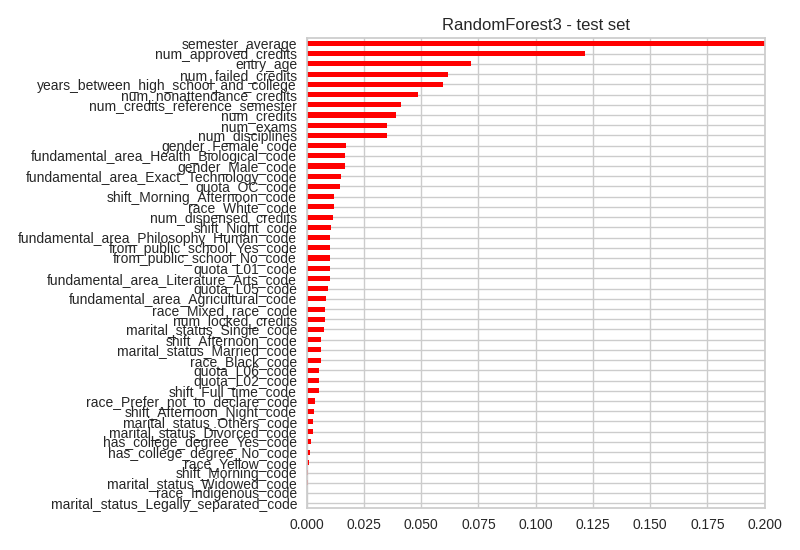 RandomForest3 - test set
semester_average
num_approved_credits
entry_age
num_failed_credits
years_between_high_school_and_college
num_nonattendance_credits
num_credits_reference_semester
num_credits
num_exams
num_disciplines
gender_Female_code
fundamental_area_Health_Biological_code
gender_Male_code
fundamental_area_Exact_Technology_code
quota_OC_code
shift_Morning_Afternoon_code
race_White_code
num_dispensed_credits
shift_Night_code
fundamental_area_Philosophy_Human_code
from_public_school_Yes_code
from_public_school_No_code
quota_L01_code
fundamental_area_Literature_Arts_code
quota_L05_code
fundamental_area_Agricultural_code
race_Mixed_race_code
num_locked_credits
marital_status_Single_code
shift_Afternoon_code
marital_status_Married_code
race_Black_code
quota_L06_code
quota_L02_code
shift_Full_time_code
race_Prefer_not_to_declare_code
shift_Afternoon_Night_code
marital_status_Others_code
marital_status_Divorced_code
has_college_degree_Yes_code
has_college_degree_No_code
race_Yellow_code
shift_Morning_code
marital_status_Widowed_code
race_Indigenous_code
marital_status_Legally_separated_code
0.000 0.025 0.050 0.075 0.100 0.125 0.150 0.175 0.200